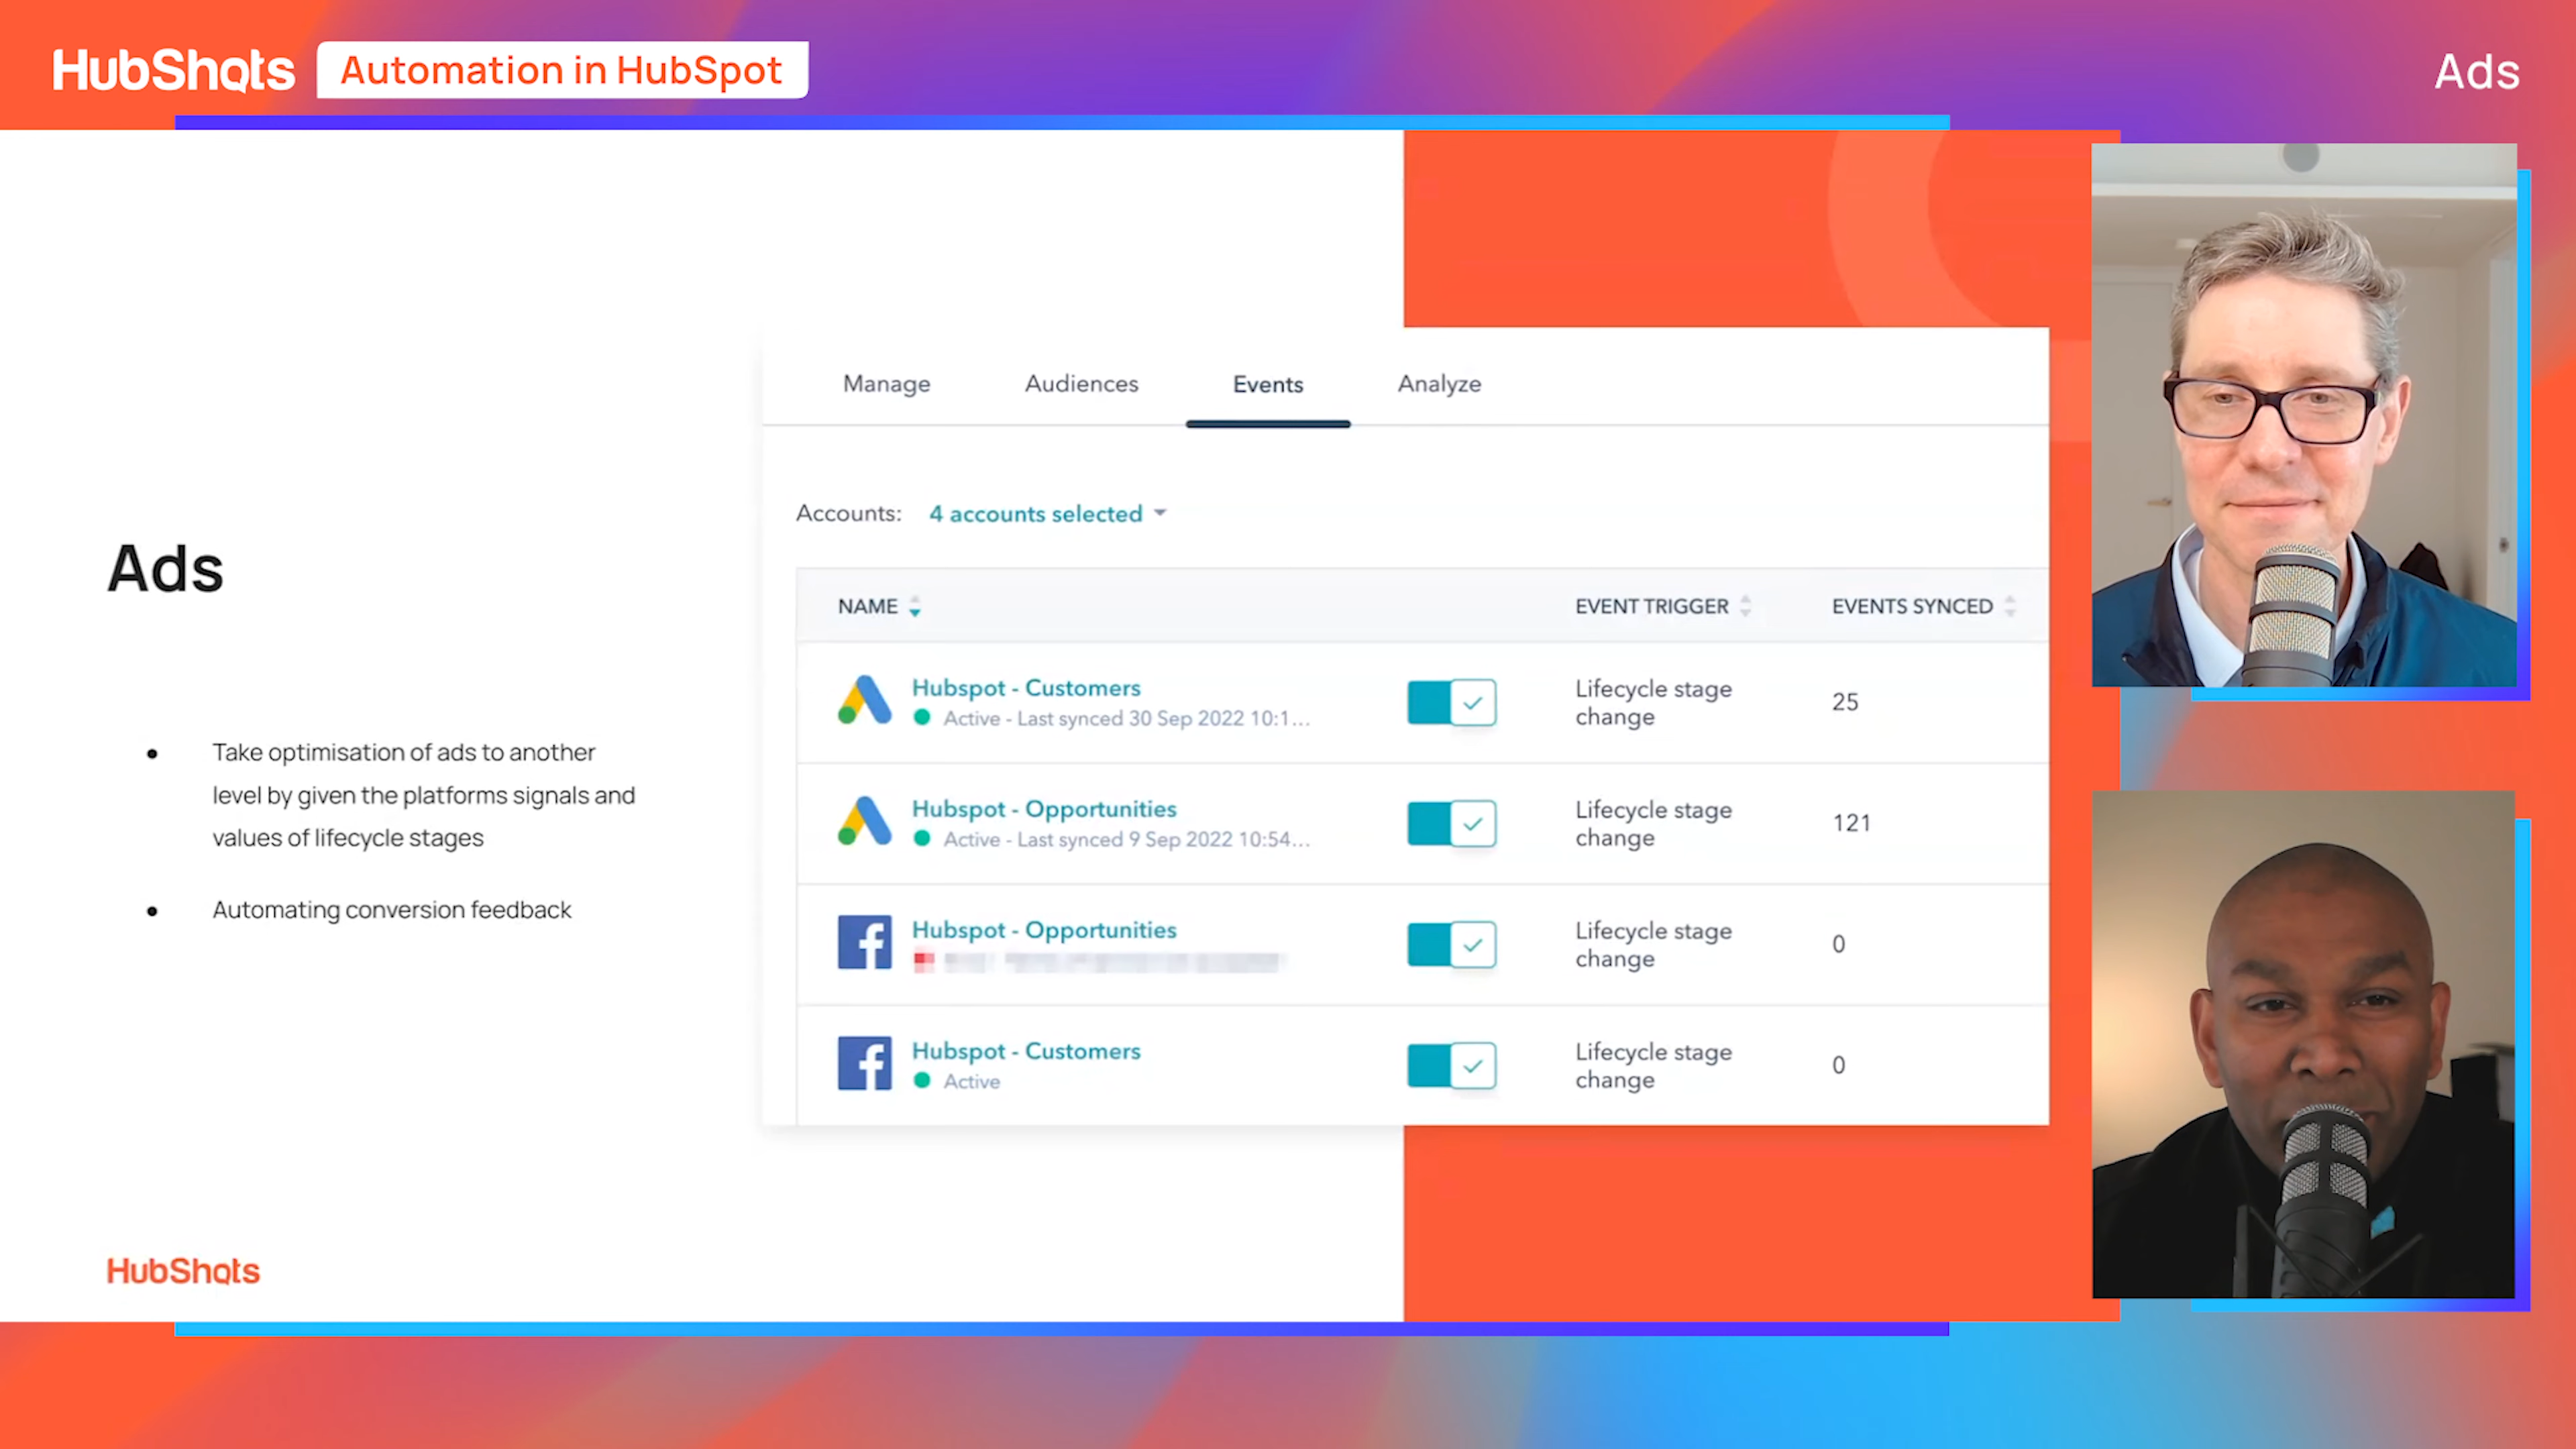 HubShots
Automation in HubSpot
Ads
Ads
Take optimisation of ads to another
level by given the platforms signals and
values of lifecycle stages
Automating conversion feedback
HubShots
Manage Audiences Events Analyze
Accounts: 4 accounts selected
NAME EVENT TRIGGER EVENTS SYNCED
Hubspot - Customers
Active - Last synced 30 Sep 2022 10:1...
Lifecycle stage
change
25
Hubspot - Opportunities
Active - Last synced 9 Sep 2022 10:54...
Lifecycle stage
change
121
Hubspot - Opportunities
Lifecycle stage
change
0
Hubspot - Customers
Active
Lifecycle stage
change
0